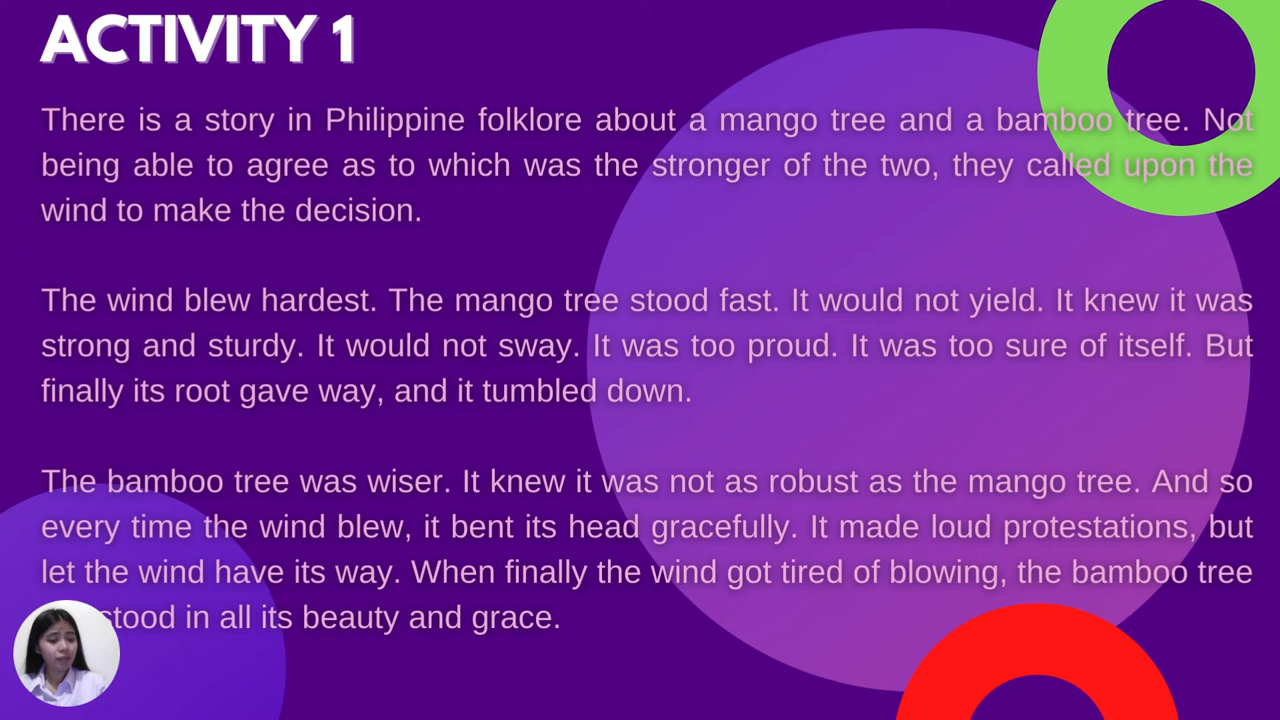 ACTIVITY 1
There is a story in Philippine folklore about a mango tree and a bamboo tree. Not
being able to agree as to which was the stronger of the two, they called upon the
wind to make the decision.
The wind blew hardest. The mango tree stood fast. It would not yield. It knew it was
strong and sturdy. It would not sway. It was too proud. It was too sure of itself. But
finally its root gave way, and it tumbled down.
The bamboo tree was wiser. It knew it was not as robust as the mango tree. And so
every time the wind blew, it bent its head gracefully. It made loud protestations, but
let the wind have its way. When finally the wind got tired of blowing, the bamboo tree
stood in all its beauty and grace.